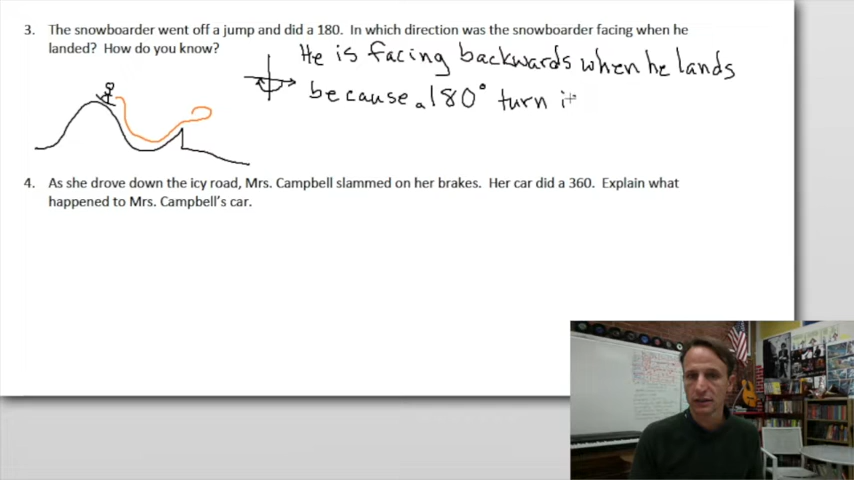 3. The snowboarder went off a jump and did a 180. In which direction was the snowboarder facing when he
landed? How do you know?
He is facing backwards when he lands
because a 180° turn
4. As she drove down the icy road, Mrs. Campbell slammed on her brakes. Her car did a 360. Explain what
happened to Mrs. Campbell's car.